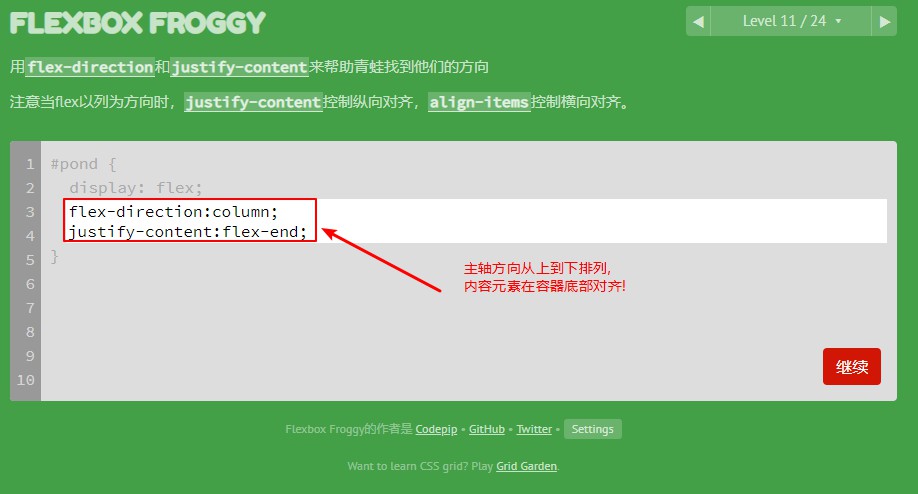 FLEXBOX FROGGY
◀ Level 11 / 24 ▾ ▶
用flex-direction和justify-content来帮助青蛙找到他们的方向
注意当flex以列为方向时，justify-content控制纵向对齐，align-items控制横向对齐。
1 #pond {
2 display: flex;
3 flex-direction:column;
4 justify-content:flex-end;
5 }
主轴方向从上到下排列,
6 内容元素在容器底部对齐!
7
8
9 继续
10
Flexbox Froggy的作者是 Codepip • GitHub • Twitter • Settings
Want to learn CSS grid? Play Grid Garden.